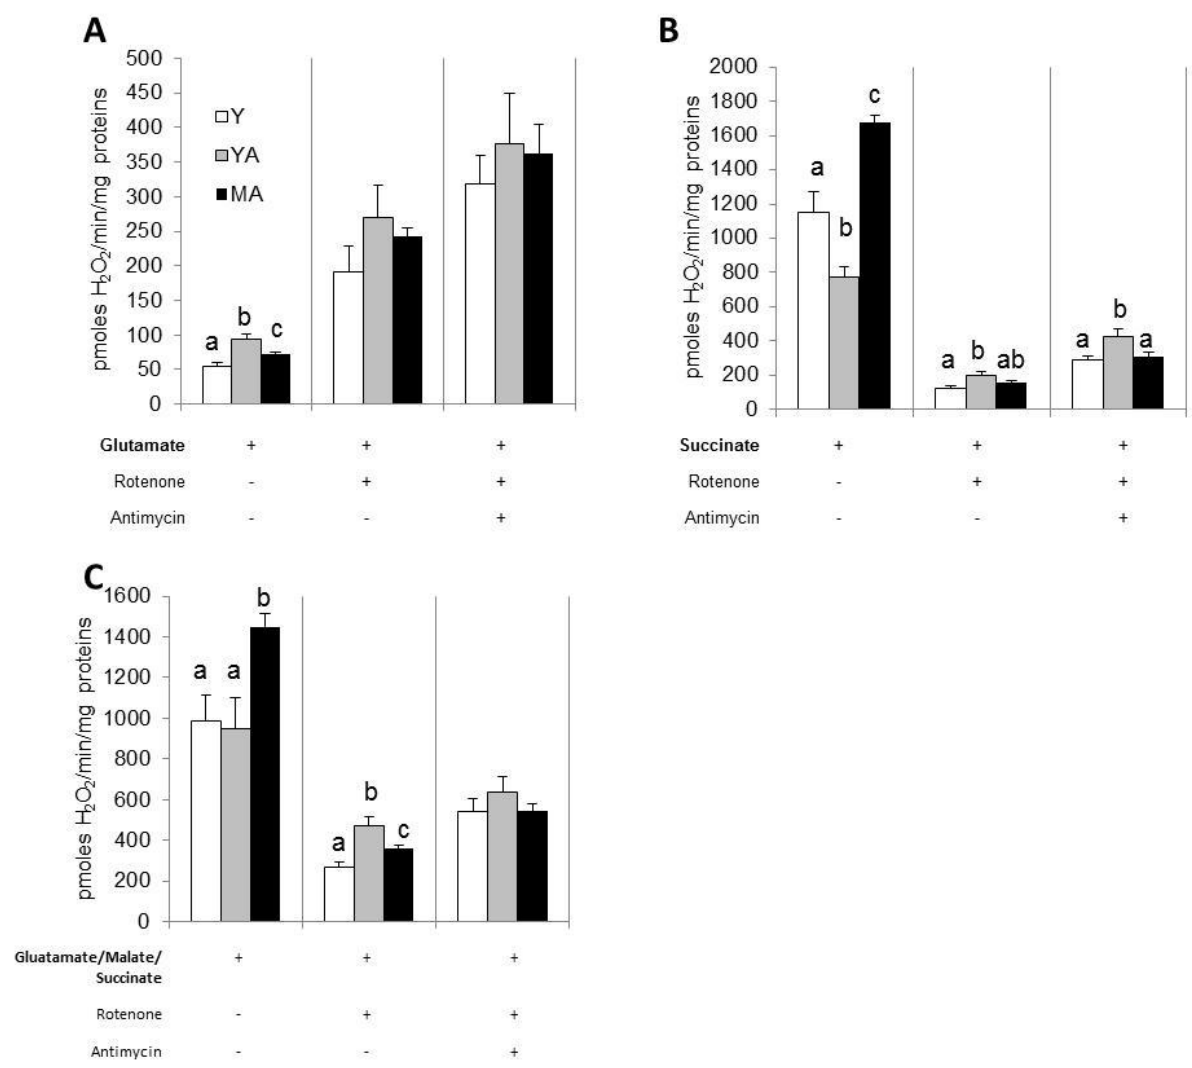 A
pmoles H₂O₂/min/mg proteins
500
450
400
350
300
250
200
150
100
50
0
Y
YA
MA
a b c
Glutamate + + +
Rotenone - + +
Antimycin - - +
B
pmoles H₂O₂/min/mg proteins
2000
1800
1600
1400
1200
1000
800
600
400
200
0
a b c
a b ab
a b a
Succinate + + +
Rotenone - + +
Antimycin - - +
C
pmoles H₂O₂/min/mg proteins
1600
1400
1200
1000
800
600
400
200
0
a a b
a b c
Gluatamate/Malate/ + + +
Succinate
Rotenone - + +
Antimycin - - +